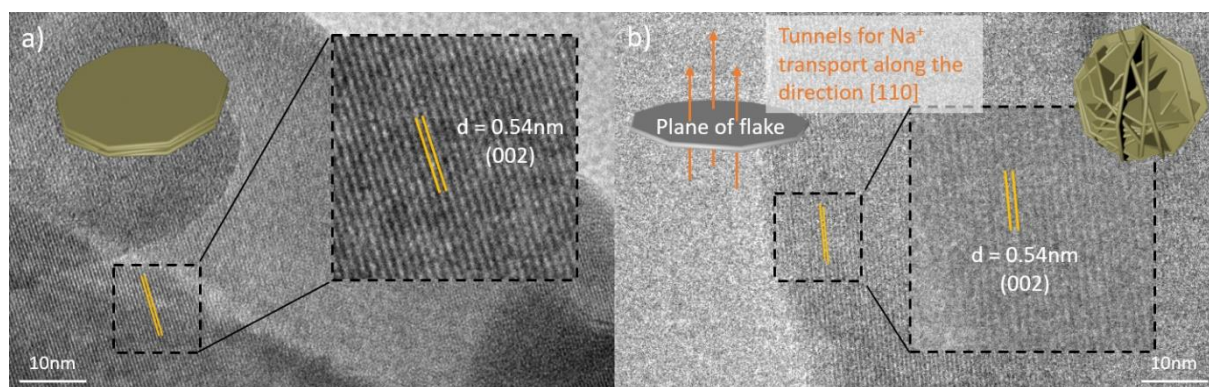 a)
d = 0.54nm
(002)
10nm
b)
Tunnels for Na⁺
transport along the
direction [110]
Plane of flake
d = 0.54nm
(002)
10nm